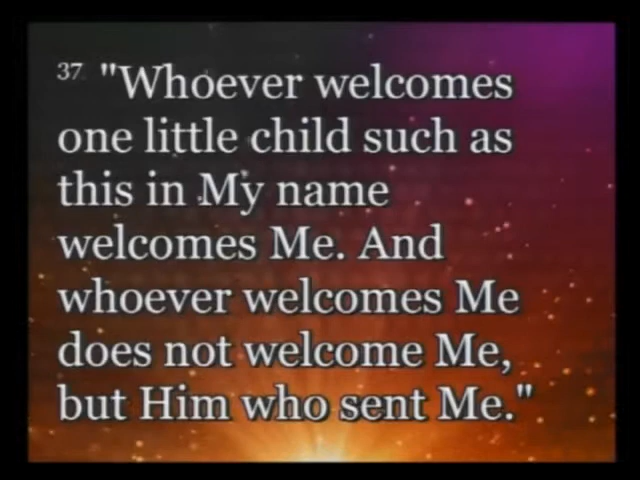 37 "Whoever welcomes
one little child such as
this in My name
welcomes Me. And
whoever welcomes Me
does not welcome Me,
but Him who sent Me."